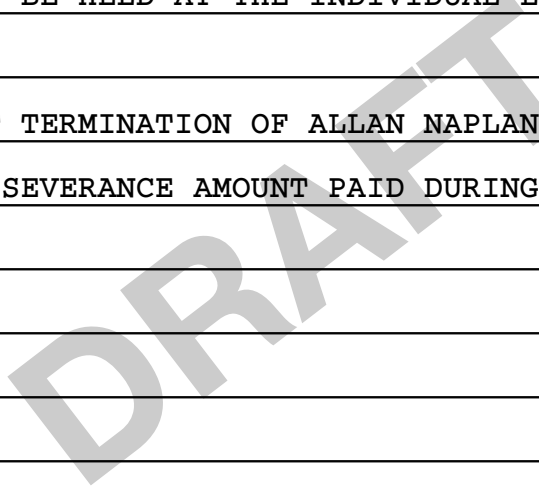 BE HELD AT THE INDIVIDUAL
TERMINATION OF ALLAN NAPLAN
SEVERANCE AMOUNT PAID DURING
DRAFT